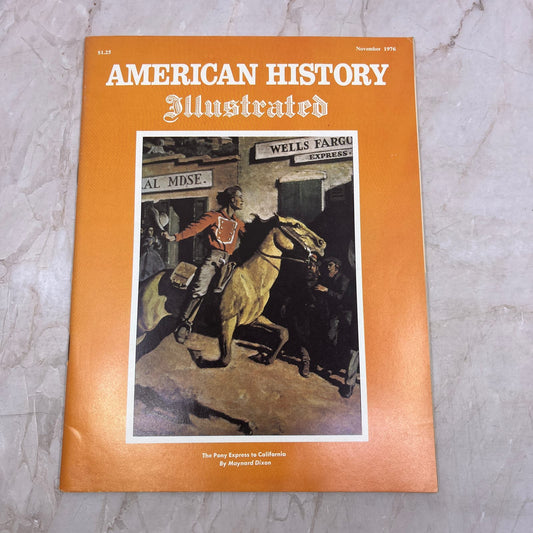 $1.25
November 1976
AMERICAN HISTORY
Illustrated
WELLS FARGO
EXPRESS
AL MDSE.
The Pony Express to California
By Maynard Dixon